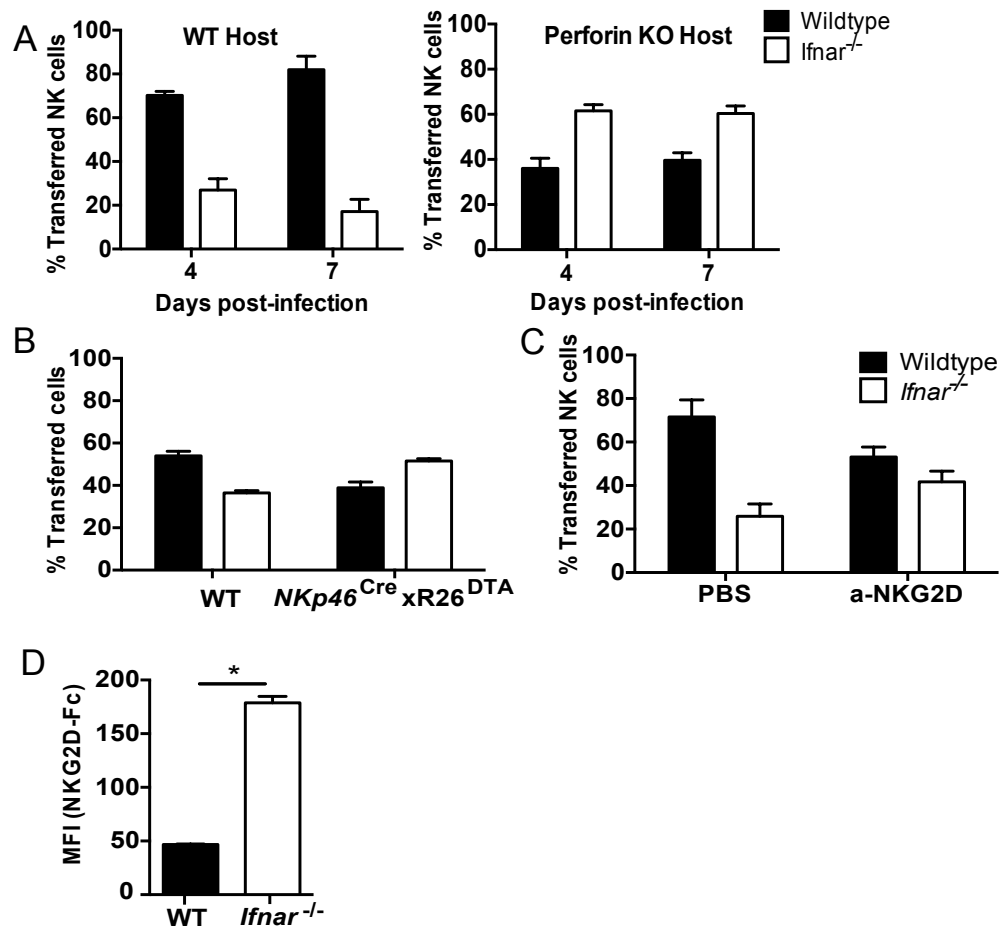 A
WT Host
Perforin KO Host
Wildtype
Ifnar-/-
% Transferred NK cells
100
80
60
40
20
0
4
7
Days post-infection
% Transferred NK cells
100
80
60
40
20
0
4
7
Days post-infection
B
% Transferred cells
100
80
60
40
20
0
WT
NKp46Cre xR26DTA
C
% Transferred NK cells
100
80
60
40
20
0
Wildtype
Ifnar-/-
PBS
a-NKG2D
D
MFI (NKG2D-Fc)
200
150
100
50
0
*
WT
Ifnar -/-